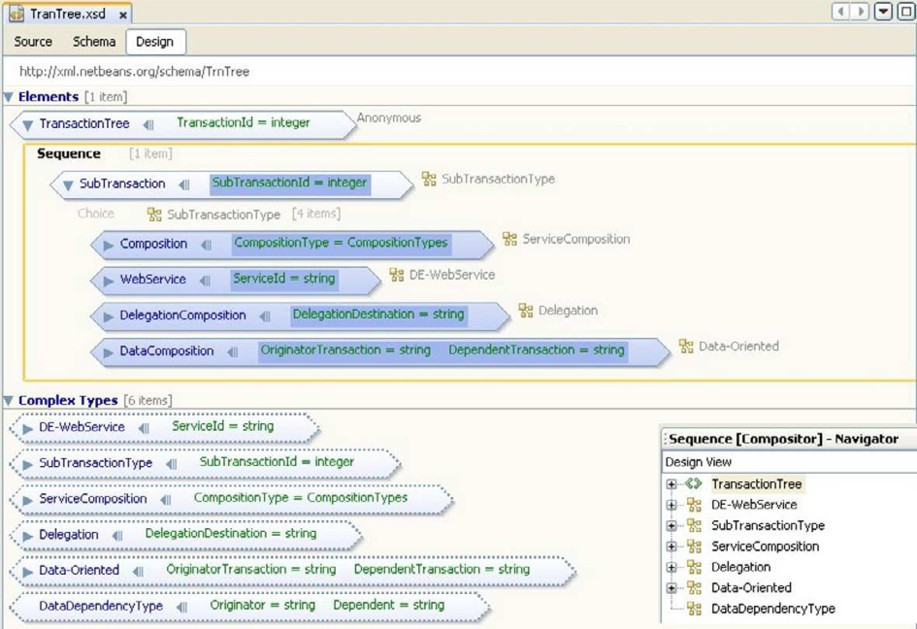 TranTree.xsd x
Source Schema Design
http://xml.netbeans.org/schema/TrnTree
Elements [1 item]
TransactionTree TransactionId = integer Anonymous
Sequence [1 item]
SubTransaction SubTransactionId = integer SubTransactionType
Choice SubTransactionType [4 items]
Composition CompositionType = CompositionTypes ServiceComposition
WebService ServiceId = string DE-WebService
DelegationComposition DelegationDestination = string Delegation
DataComposition OriginatorTransaction = string DependentTransaction = string Data-Oriented
Complex Types [6 items]
DE-WebService ServiceId = string
SubTransactionType SubTransactionId = integer
ServiceComposition CompositionType = CompositionTypes
Delegation DelegationDestination = string
Data-Oriented OriginatorTransaction = string DependentTransaction = string
DataDependencyType Originator = string Dependent = string
Sequence [Compositor] - Navigator
Design View
TransactionTree
DE-WebService
SubTransactionType
ServiceComposition
Delegation
Data-Oriented
DataDependencyType